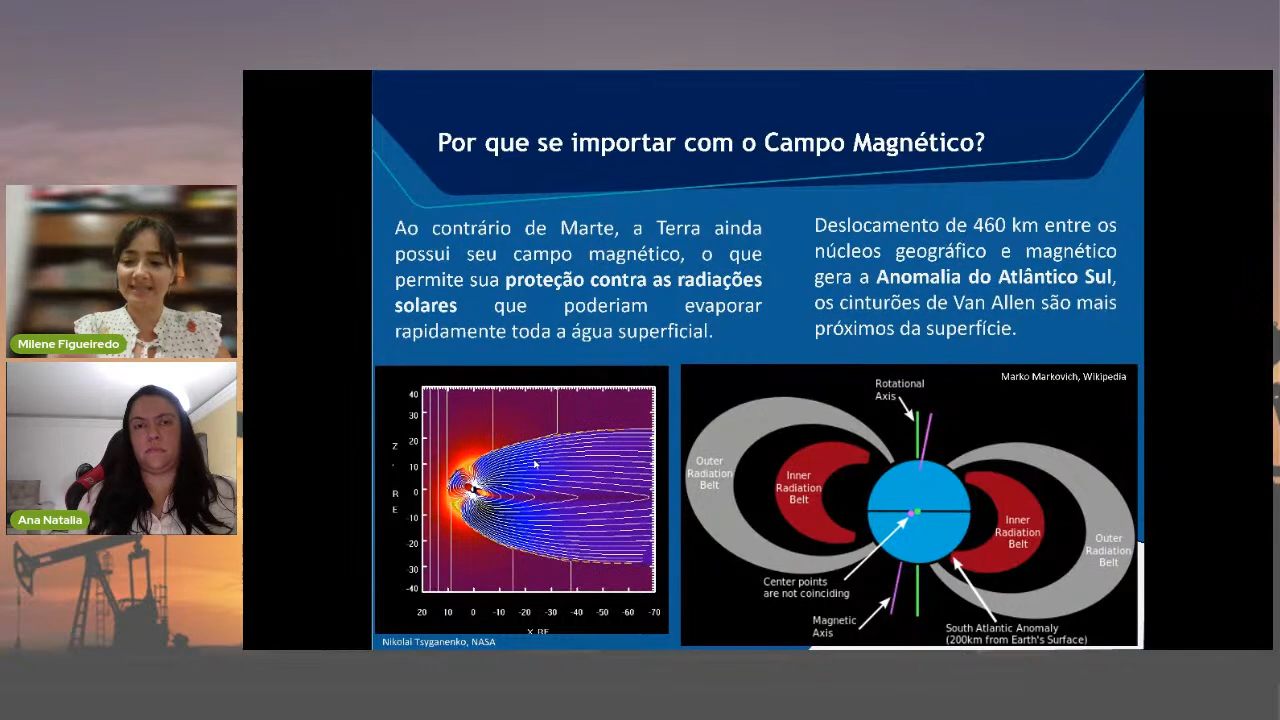 Por que se importar com o Campo Magnético?
Ao contrário de Marte, a Terra ainda
possui seu campo magnético, o que
permite sua proteção contra as radiações
solares que poderiam evaporar
rapidamente toda a água superficial.
Deslocamento de 460 km entre os
núcleos geográfico e magnético
gera a Anomalia do Atlântico Sul,
os cinturões de Van Allen são mais
próximos da superfície.
Milene Figueiredo
Ana Natalia
40
30
20
10
0
-10
-20
-30
-40
Z
,
R
E
20 10 0 -10 -20 -30 -40 -50 -60 -70
X RE
Nikolai Tsyganenko, NASA
Marko Markovich, Wikipedia
Rotational
Axis
Outer
Radiation
Belt
Inner
Radiation
Belt
Inner
Radiation
Belt
Outer
Radiation
Belt
Center points
are not coinciding
Magnetic
Axis
South Atlantic Anomaly
(200km from Earth's Surface)